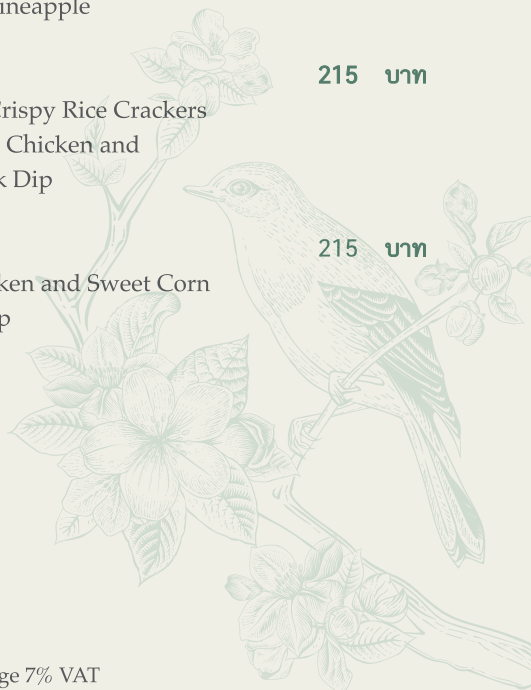 ineapple
215 บาท
rispy Rice Crackers
Chicken and
k Dip
215 บาท
ken and Sweet Corn
p
ge 7% VAT